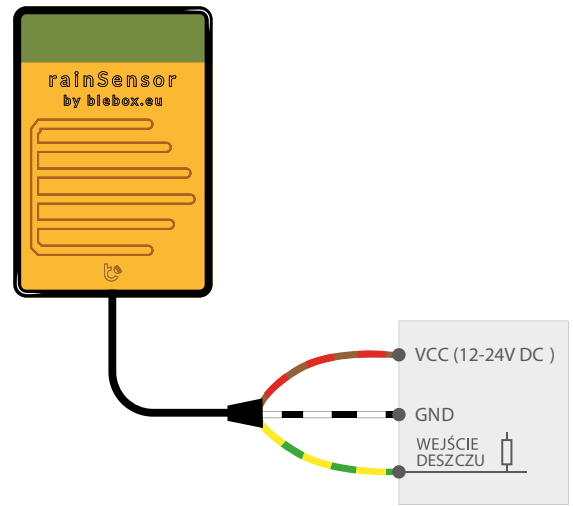 rainSensor
by blebox.eu
VCC (12-24V DC )
GND
WEJŚCIE
DESZCZU